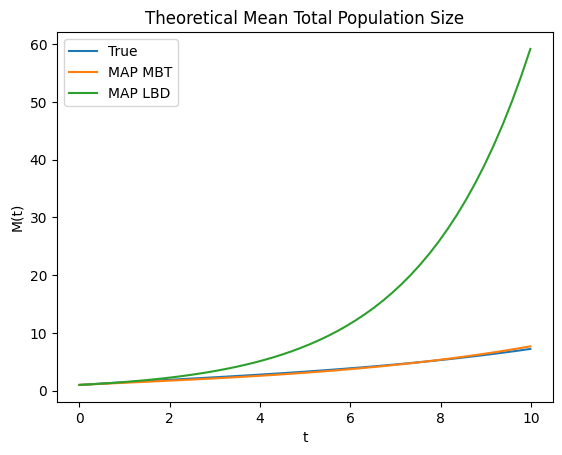 Theoretical Mean Total Population Size
True
MAP MBT
MAP LBD
M(t)
60
50
40
30
20
10
0
0 2 4 6 8 10
t